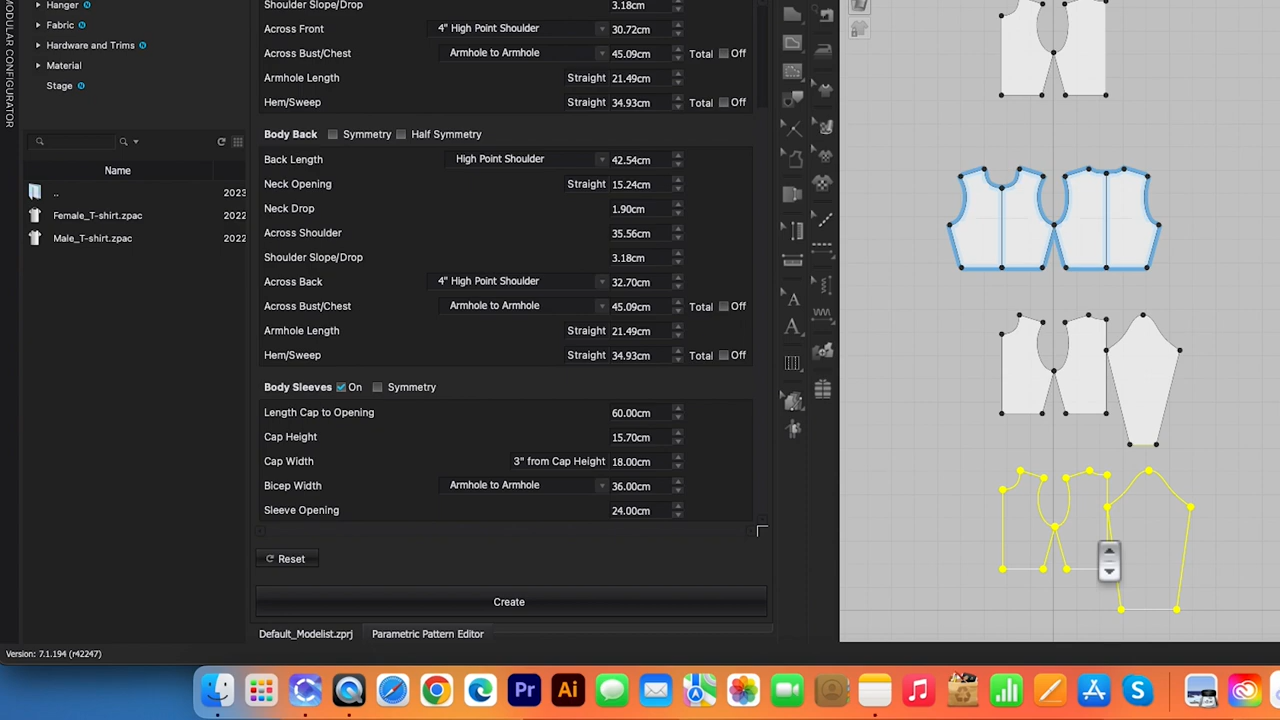 MODULAR CONFIGURATOR
Hanger N
Fabric N
Hardware and Trims N
Material
Stage N
Name
..
2023
Female_T-shirt.zpac
2022
Male_T-shirt.zpac
2022
Shoulder Slope/Drop 3.18cm
Across Front 4" High Point Shoulder 30.72cm
Across Bust/Chest Armhole to Armhole 45.09cm Total Off
Armhole Length Straight 21.49cm
Hem/Sweep Straight 34.93cm Total Off
Body Back Symmetry Half Symmetry
Back Length High Point Shoulder 42.54cm
Neck Opening Straight 15.24cm
Neck Drop 1.90cm
Across Shoulder 35.56cm
Shoulder Slope/Drop 3.18cm
Across Back 4" High Point Shoulder 32.70cm
Across Bust/Chest Armhole to Armhole 45.09cm Total Off
Armhole Length Straight 21.49cm
Hem/Sweep Straight 34.93cm Total Off
Body Sleeves On Symmetry
Length Cap to Opening 60.00cm
Cap Height 15.70cm
Cap Width 3" from Cap Height 18.00cm
Bicep Width Armhole to Armhole 36.00cm
Sleeve Opening 24.00cm
Reset
Create
Default_Modelist.zprj Parametric Pattern Editor
Version: 7.1.194 (r42247)
A
A
Pr
Ai
S